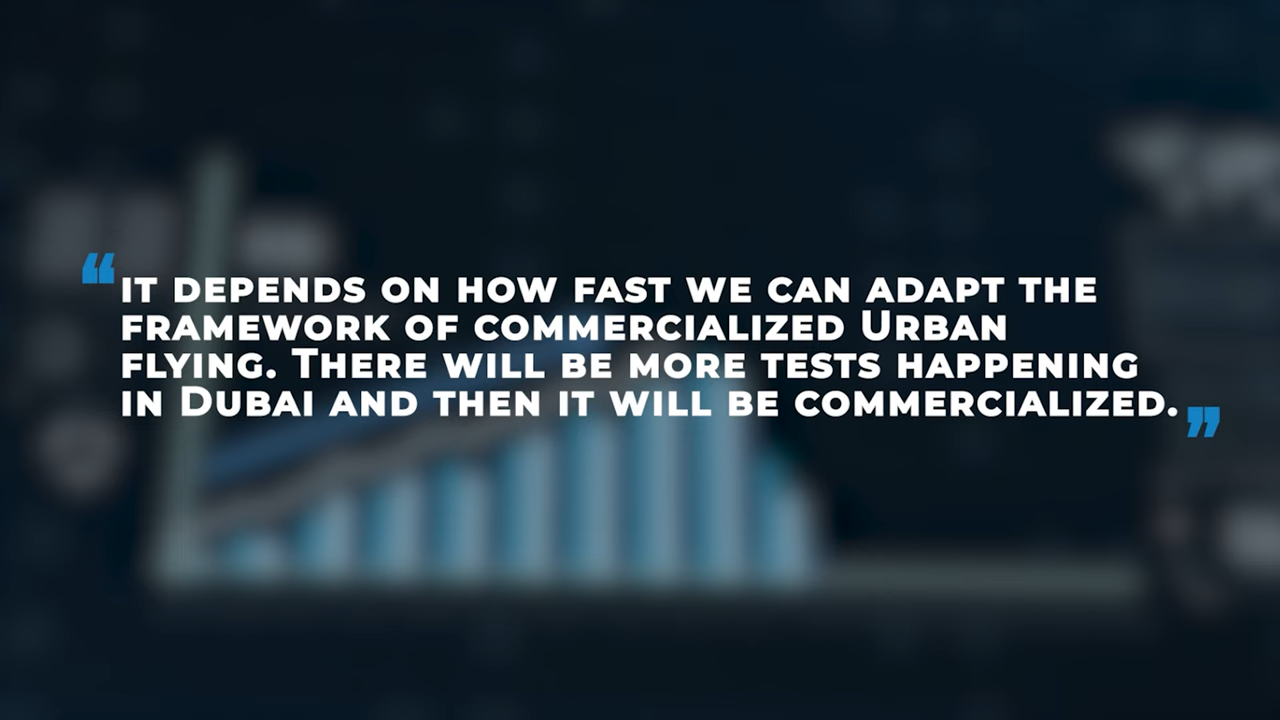 “IT DEPENDS ON HOW FAST WE CAN ADAPT THE
FRAMEWORK OF COMMERCIALIZED URBAN
FLYING. THERE WILL BE MORE TESTS HAPPENING
IN DUBAI AND THEN IT WILL BE COMMERCIALIZED.”